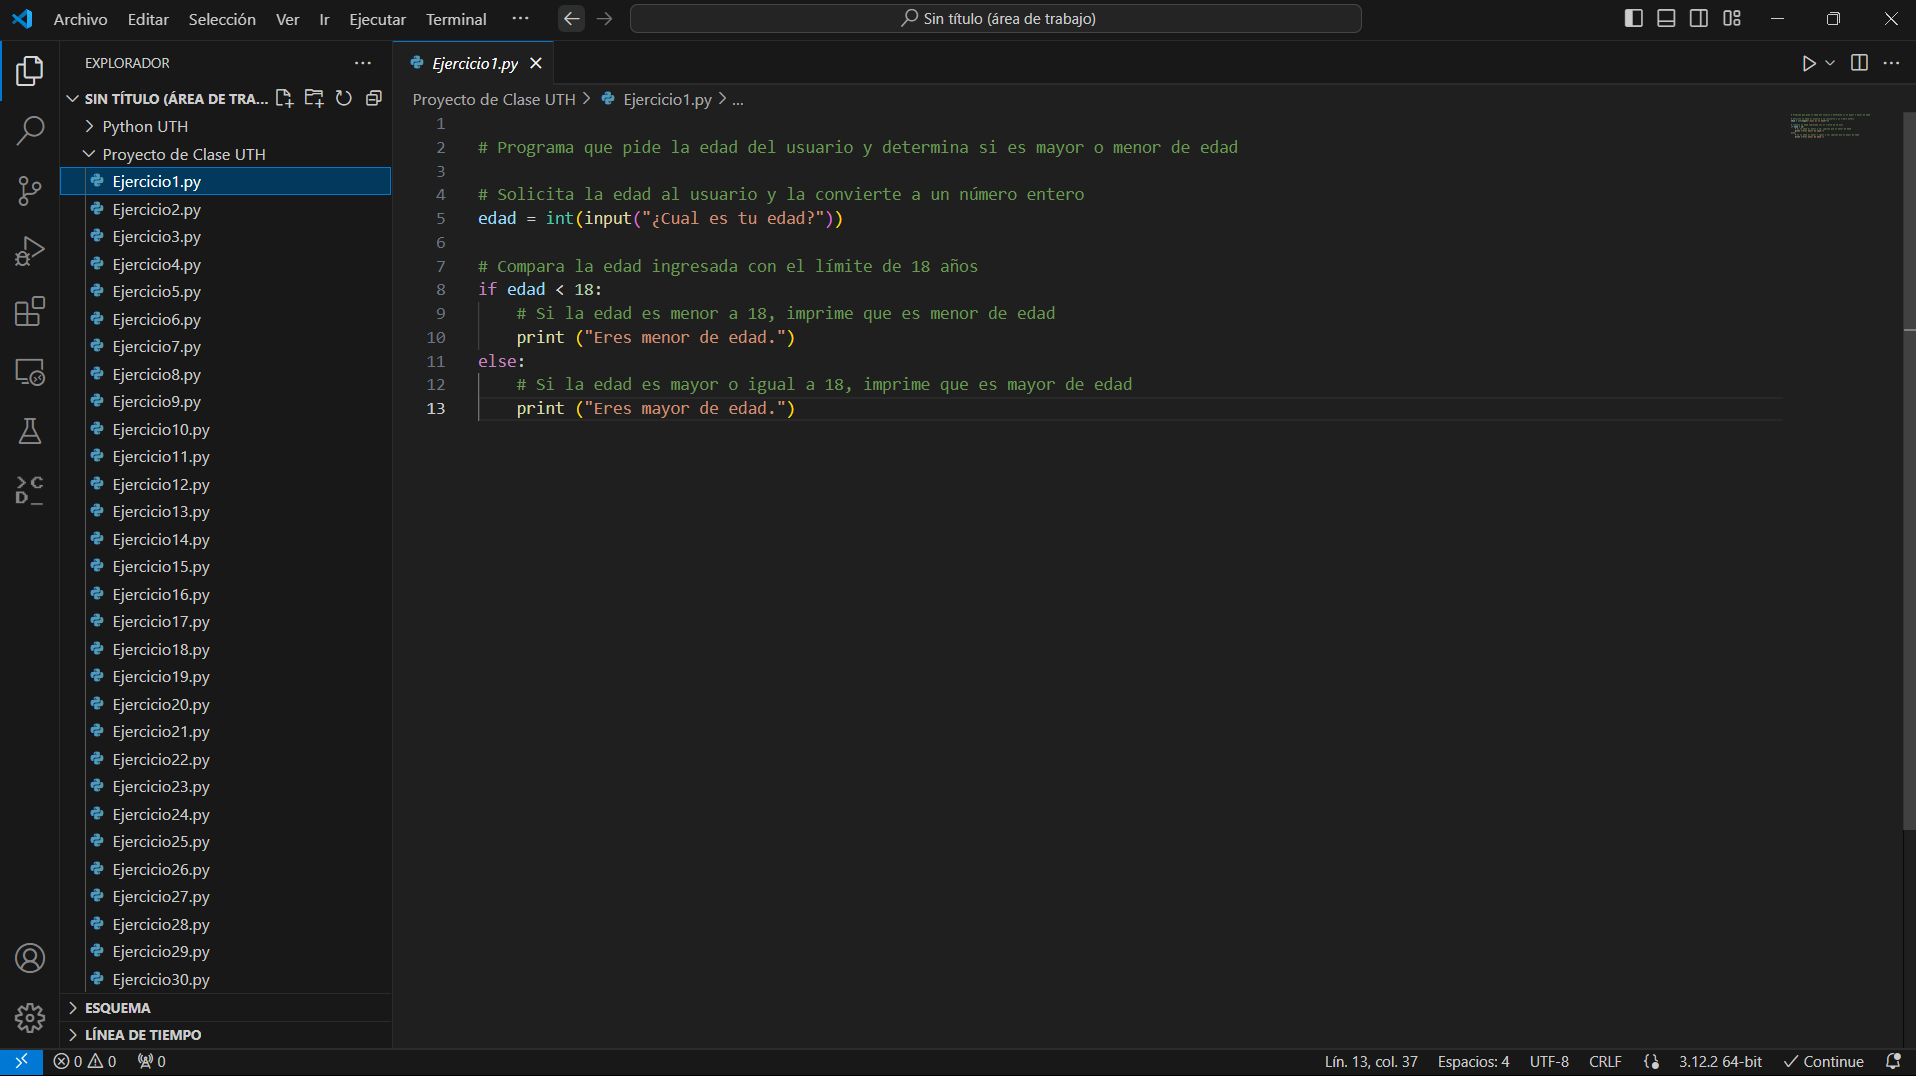 Archivo Editar Selección Ver Ir Ejecutar Terminal ··· Sin título (área de trabajo)
EXPLORADOR
SIN TÍTULO (ÁREA DE TRA...
Python UTH
Proyecto de Clase UTH
Ejercicio1.py
Ejercicio2.py
Ejercicio3.py
Ejercicio4.py
Ejercicio5.py
Ejercicio6.py
Ejercicio7.py
Ejercicio8.py
Ejercicio9.py
Ejercicio10.py
Ejercicio11.py
Ejercicio12.py
Ejercicio13.py
Ejercicio14.py
Ejercicio15.py
Ejercicio16.py
Ejercicio17.py
Ejercicio18.py
Ejercicio19.py
Ejercicio20.py
Ejercicio21.py
Ejercicio22.py
Ejercicio23.py
Ejercicio24.py
Ejercicio25.py
Ejercicio26.py
Ejercicio27.py
Ejercicio28.py
Ejercicio29.py
Ejercicio30.py
ESQUEMA
LÍNEA DE TIEMPO
Ejercicio1.py
Proyecto de Clase UTH > Ejercicio1.py > ...
1
2 # Programa que pide la edad del usuario y determina si es mayor o menor de edad
3
4 # Solicita la edad al usuario y la convierte a un número entero
5 edad = int(input("¿Cual es tu edad?"))
6
7 # Compara la edad ingresada con el límite de 18 años
8 if edad < 18:
9 # Si la edad es menor a 18, imprime que es menor de edad
10 print ("Eres menor de edad.")
11 else:
12 # Si la edad es mayor o igual a 18, imprime que es mayor de edad
13 print ("Eres mayor de edad.")
0 0 0 Lín. 13, col. 37 Espacios: 4 UTF-8 CRLF 3.12.2 64-bit Continue